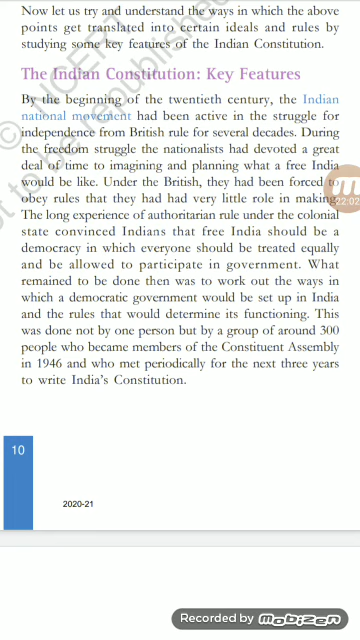 Now let us try and understand the ways in which the above
points get translated into certain ideals and rules by
studying some key features of the Indian Constitution.
The Indian Constitution: Key Features
By the beginning of the twentieth century, the Indian
national movement had been active in the struggle for
independence from British rule for several decades. During
the freedom struggle the nationalists had devoted a great
deal of time to imagining and planning what a free India
would be like. Under the British, they had been forced to
obey rules that they had had very little role in making.
The long experience of authoritarian rule under the colonial
state convinced Indians that free India should be a
democracy in which everyone should be treated equally
and be allowed to participate in government. What
remained to be done then was to work out the ways in
which a democratic government would be set up in India
and the rules that would determine its functioning. This
was done not by one person but by a group of around 300
people who became members of the Constituent Assembly
in 1946 and who met periodically for the next three years
to write India's Constitution.
22:02
© NCERT
not to be republished
10
2020-21
Recorded by mobizen